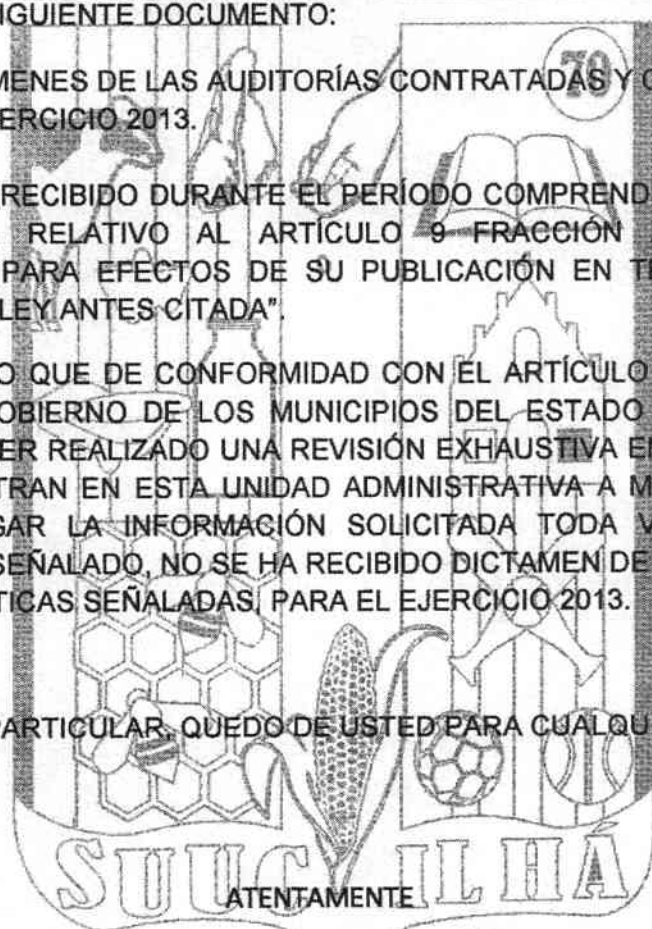 SIGUIENTE DOCUMENTO:
MENES DE LAS AUDITORÍAS CONTRATADAS Y
70
ERCICIO 2013.
RECIBIDO DURANTE EL PERÍODO COMPREND
RELATIVO AL ARTÍCULO 9 FRACCIÓN
PARA EFECTOS DE SU PUBLICACIÓN EN
LEY ANTES CITADA".
O QUE DE CONFORMIDAD CON EL ARTÍCULO
OBIERNO DE LOS MUNICIPIOS DEL ESTADO
ER REALIZADO UNA REVISIÓN EXHAUSTIVA
TRAN EN ESTA UNIDAD ADMINISTRATIVA A M
GAR LA INFORMACIÓN SOLICITADA TODA V
SEÑALADO, NO SE HA RECIBIDO DICTAMEN DE
TICAS SEÑALADAS, PARA EL EJERCICIO 2013.
PARTICULAR, QUEDO DE USTED PARA CUALQU
SUUC ILHÁ
ATENTAMENTE